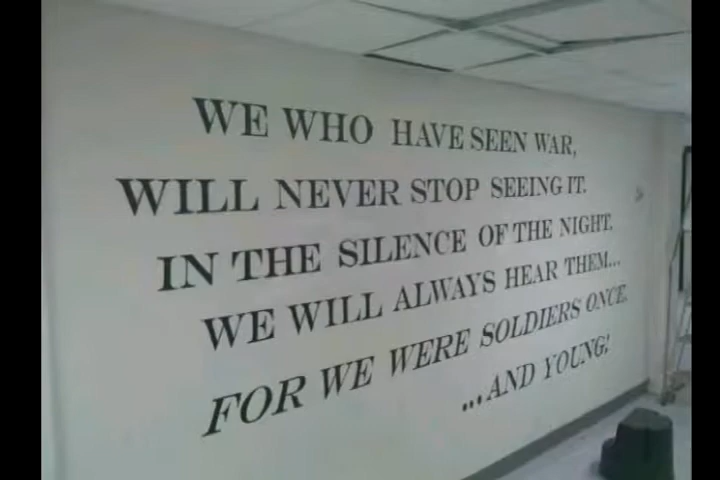 WE WHO HAVE SEEN WAR,
WILL NEVER STOP SEEING IT.
IN THE SILENCE OF THE NIGHT,
WE WILL ALWAYS HEAR THEM...
FOR WE WERE SOLDIERS ONCE.
...AND YOUNG!